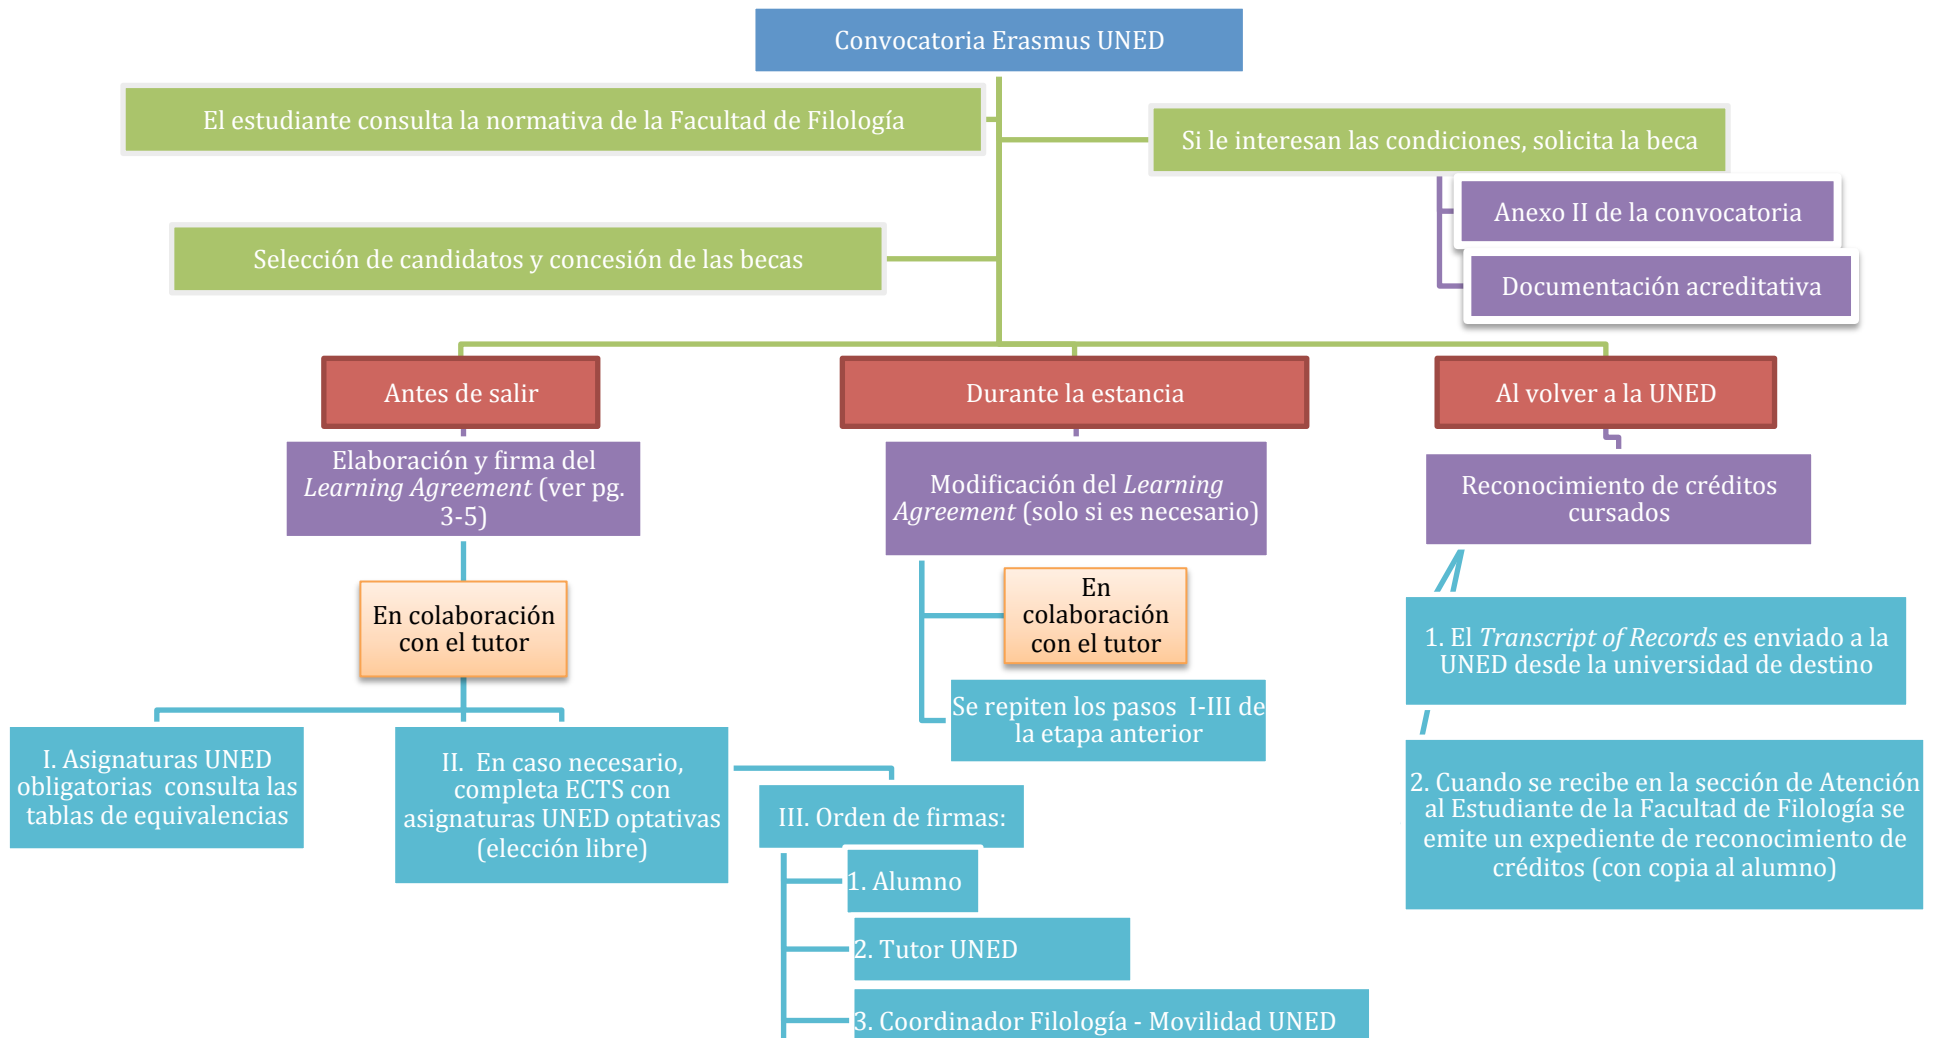 Convocatoria Erasmus UNED
El estudiante consulta la normativa de la Facultad de Filología
Si le interesan las condiciones, solicita la beca
Anexo II de la convocatoria
Documentación acreditativa
Selección de candidatos y concesión de las becas
Antes de salir
Elaboración y firma del
Learning Agreement (ver pg.
3-5)
En colaboración
con el tutor
I. Asignaturas UNED
obligatorias  consulta las
tablas de equivalencias
II.  En caso necesario,
completa ECTS con
asignaturas UNED optativas
(elección libre)
III. Orden de firmas:
1. Alumno
2. Tutor UNED
3. Coordinador Filología - Movilidad UNED
Durante la estancia
Modificación del Learning
Agreement (solo si es necesario)
En
colaboración
con el tutor
Se repiten los pasos  I-III de
la etapa anterior
Al volver a la UNED
Reconocimiento de créditos
cursados
1. El Transcript of Records es enviado a la
UNED desde la universidad de destino
2. Cuando se recibe en la sección de Atención
al Estudiante de la Facultad de Filología se
emite un expediente de reconocimiento de
créditos (con copia al alumno)